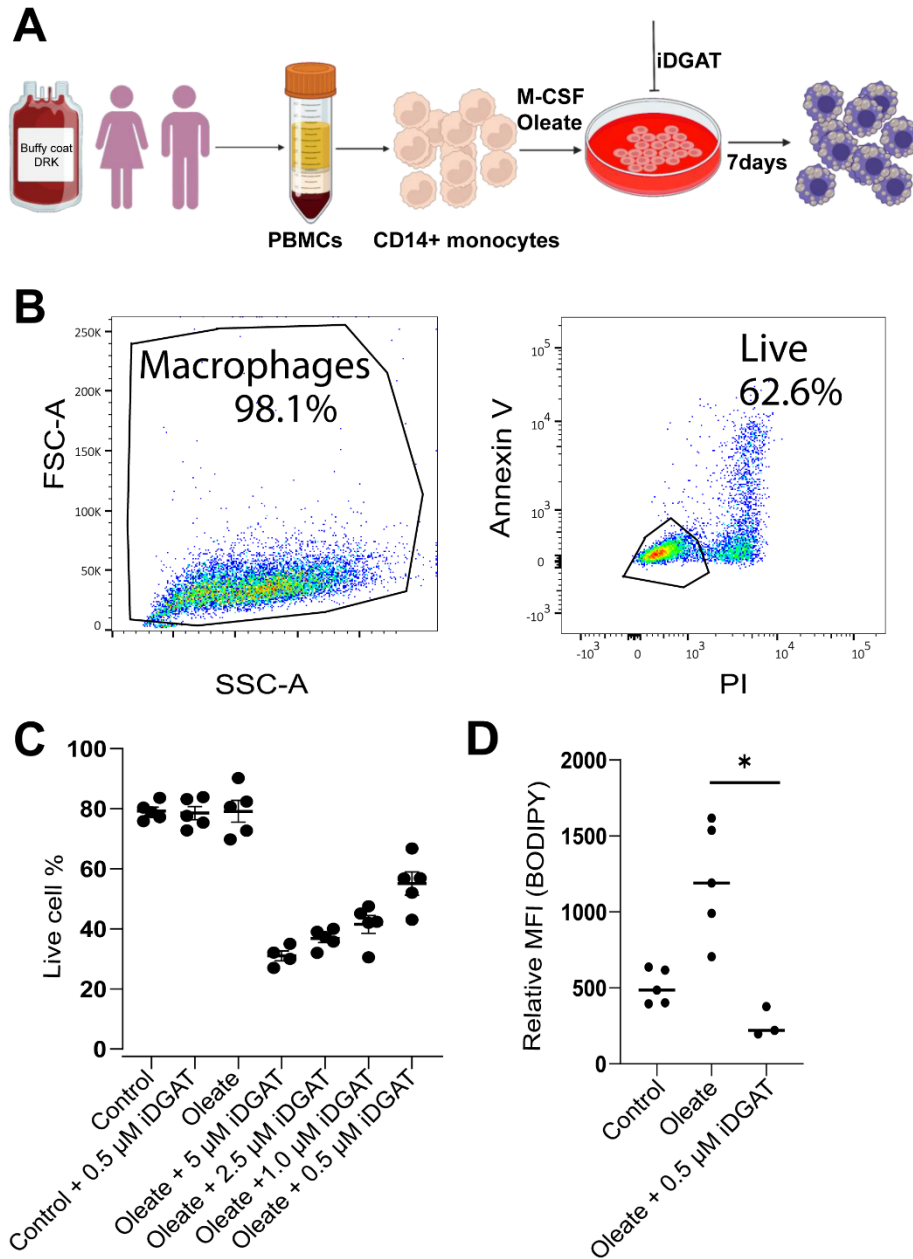 A
Buffy coat
DRK
PBMCs
CD14+ monocytes
M-CSF
Oleate
iDGAT
7days
B
FSC-A
250K
200K
150K
100K
50K
0
Macrophages
98.1%
SSC-A
Annexin V
10^5
10^4
10^3
0
-10^3
Live
62.6%
-10^3 0 10^3 10^4 10^5
PI
C
Live cell %
100
80
60
40
20
0
Control
Control + 0.5 µM iDGAT
Oleate
Oleate + 5 µM iDGAT
Oleate + 2.5 µM iDGAT
Oleate +1.0 µM iDGAT
Oleate + 0.5 µM iDGAT
D
Relative MFI (BODIPY)
2000
1500
1000
500
0
*
Control
Oleate
Oleate + 0.5 µM iDGAT